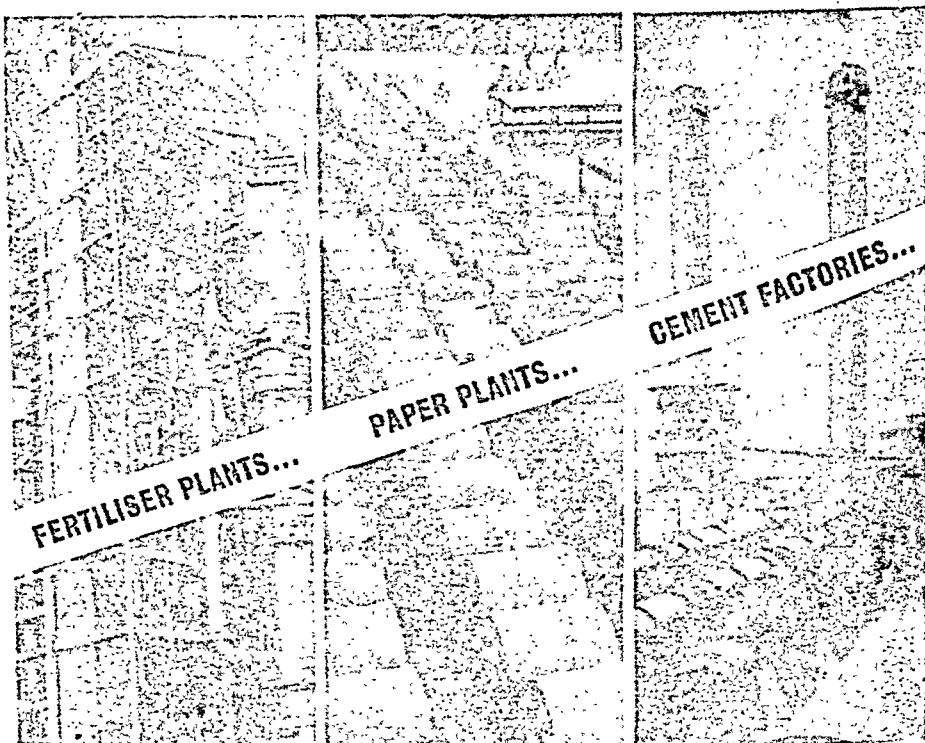 FERTILISER PLANTS...
PAPER PLANTS...
CEMENT FACTORIES...